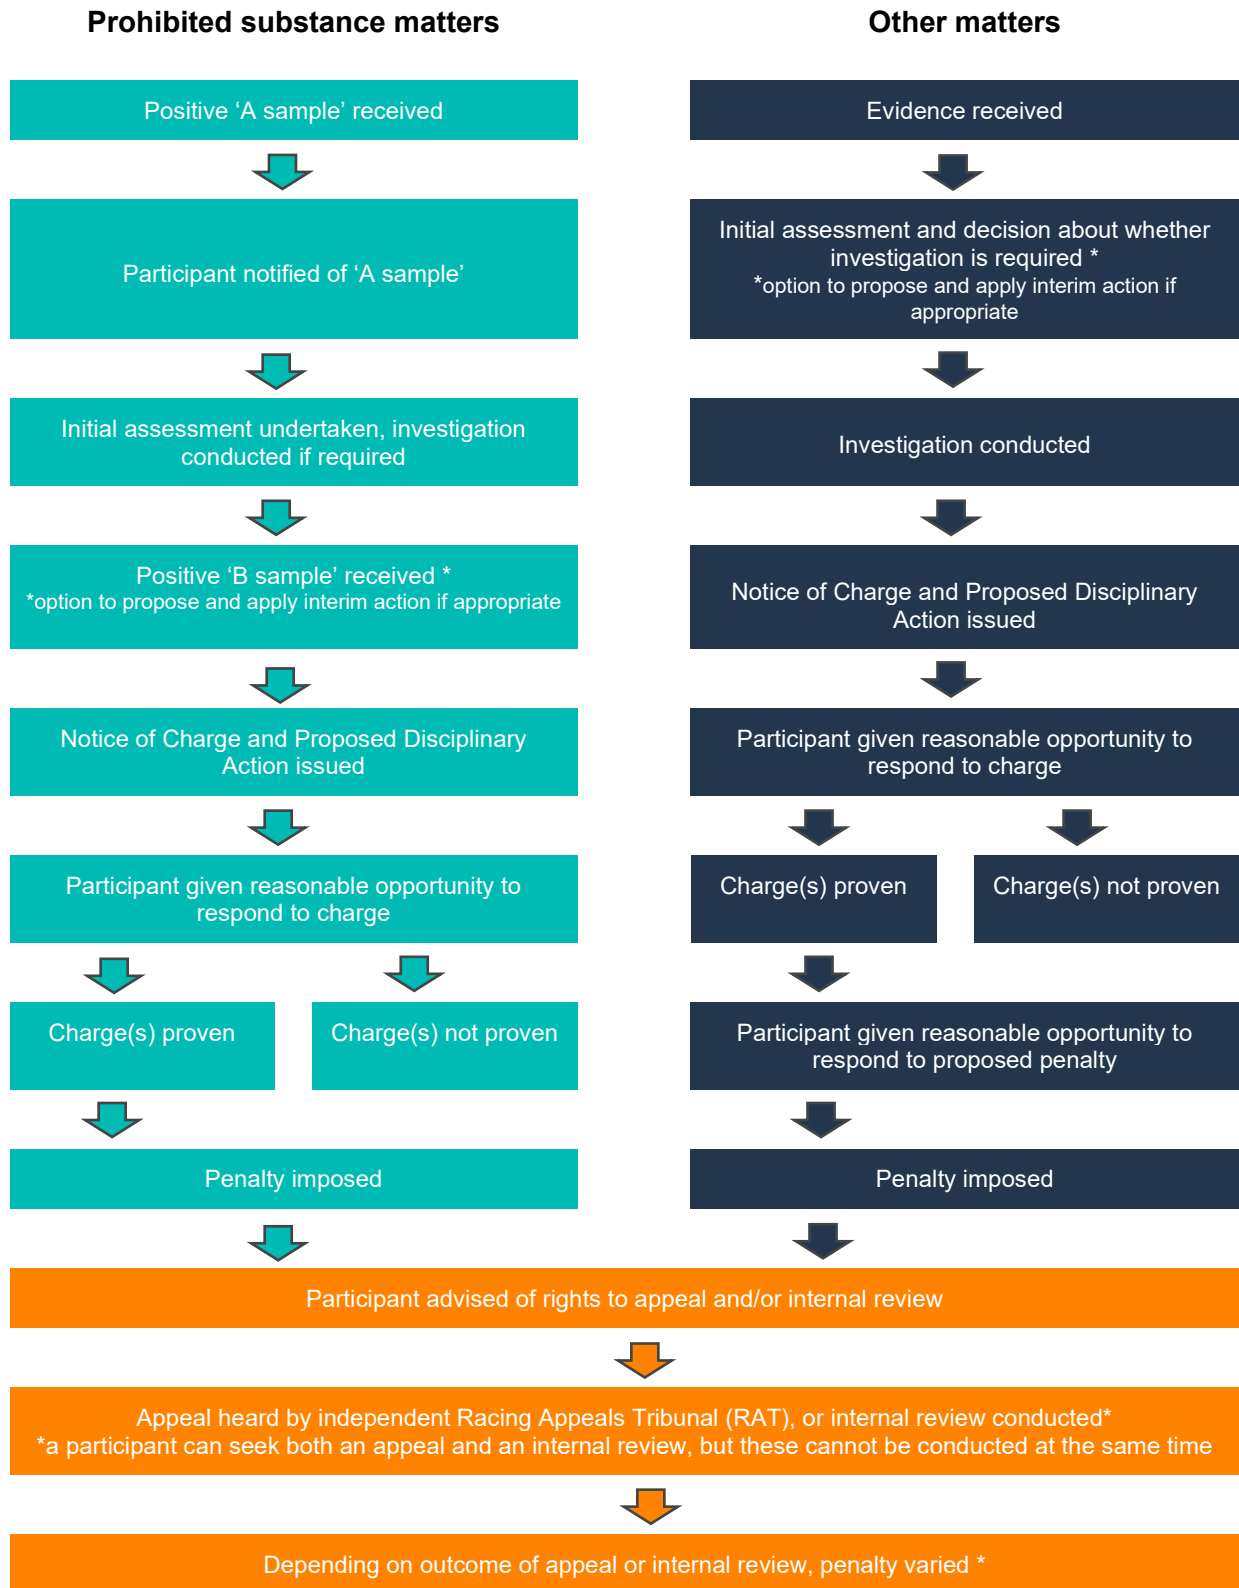 Prohibited substance matters
Other matters
Positive ‘A sample’ received
Evidence received
Participant notified of ‘A sample’
Initial assessment and decision about whether
investigation is required *
*option to propose and apply interim action if
appropriate
Initial assessment undertaken, investigation
conducted if required
Investigation conducted
Positive ‘B sample’ received *
*option to propose and apply interim action if appropriate
Notice of Charge and Proposed Disciplinary
Action issued
Notice of Charge and Proposed Disciplinary
Action issued
Participant given reasonable opportunity to
respond to charge
Participant given reasonable opportunity to
respond to charge
Charge(s) proven
Charge(s) not proven
Charge(s) proven
Charge(s) not proven
Participant given reasonable opportunity to
respond to proposed penalty
Penalty imposed
Penalty imposed
Participant advised of rights to appeal and/or internal review
Appeal heard by independent Racing Appeals Tribunal (RAT), or internal review conducted*
*a participant can seek both an appeal and an internal review, but these cannot be conducted at the same time
Depending on outcome of appeal or internal review, penalty varied *